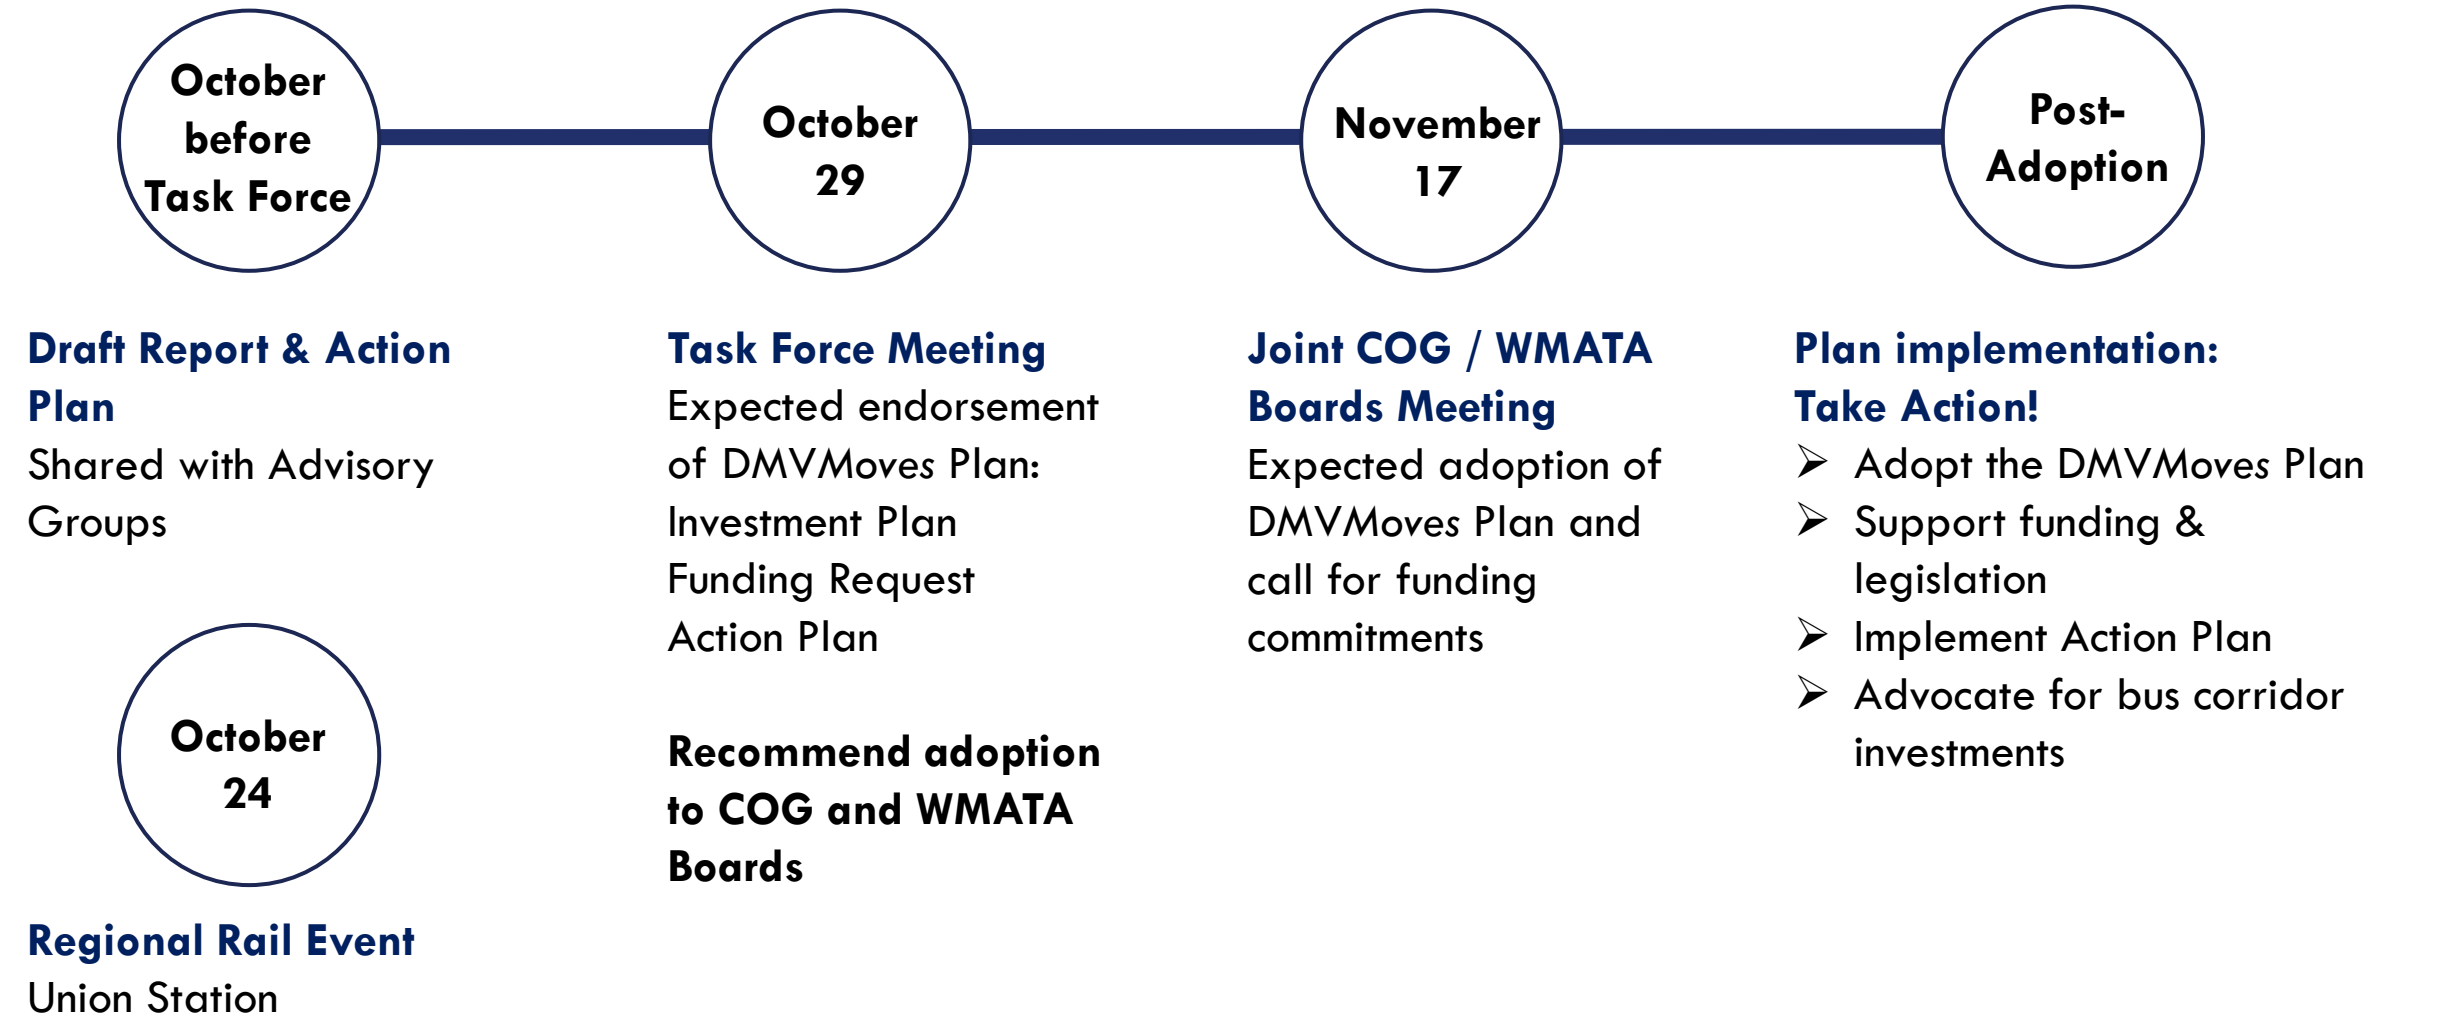 October
before
Task Force
October
29
November
17
Post-
Adoption
Draft Report & Action
Plan
Shared with Advisory
Groups
October
24
Regional Rail Event
Union Station
Task Force Meeting
Expected endorsement
of DMVMoves Plan:
Investment Plan
Funding Request
Action Plan
Recommend adoption
to COG and WMATA
Boards
Joint COG / WMATA
Boards Meeting
Expected adoption of
DMVMoves Plan and
call for funding
commitments
Plan implementation:
Take Action!
➢ Adopt the DMVMoves Plan
➢ Support funding &
legislation
➢ Implement Action Plan
➢ Advocate for bus corridor
investments